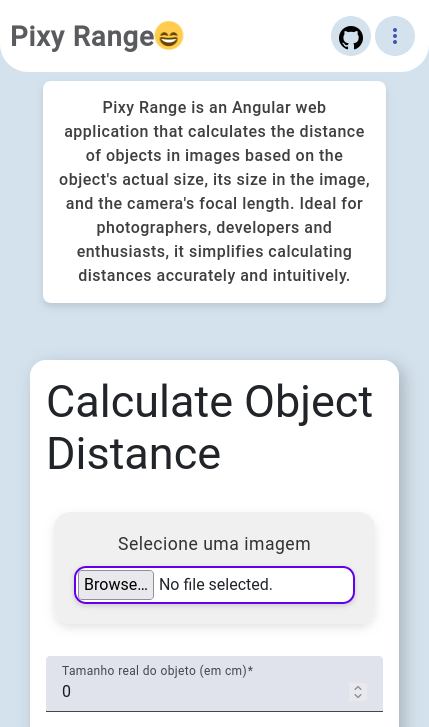 Pixy Range😄
Pixy Range is an Angular web
application that calculates the distance
of objects in images based on the
object's actual size, its size in the image,
and the camera's focal length. Ideal for
photographers, developers and
enthusiasts, it simplifies calculating
distances accurately and intuitively.
Calculate Object
Distance
Selecione uma imagem
Browse... No file selected.
Tamanho real do objeto (em cm)*
0